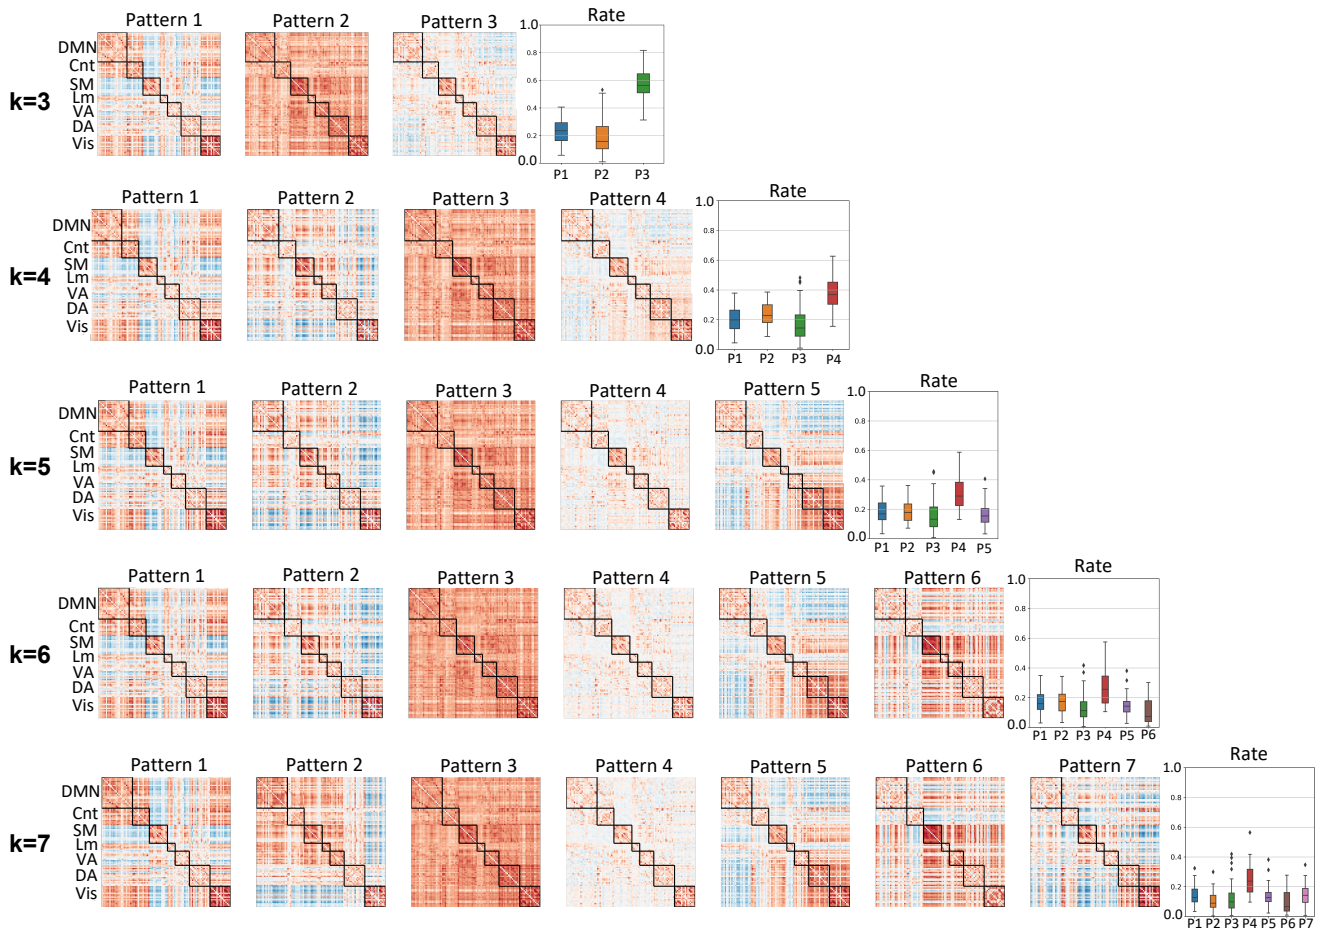 Pattern 1 Pattern 2 Pattern 3 Rate
k=3
DMN
Cnt
SM
Lm
VA
DA
Vis
1.0
0.8
0.6
0.4
0.2
0.0
P1 P2 P3
Pattern 1 Pattern 2 Pattern 3 Pattern 4 Rate
k=4
DMN
Cnt
SM
Lm
VA
DA
Vis
1.0
0.8
0.6
0.4
0.2
0.0
P1 P2 P3 P4
Pattern 1 Pattern 2 Pattern 3 Pattern 4 Pattern 5 Rate
k=5
DMN
Cnt
SM
Lm
VA
DA
Vis
1.0
0.8
0.6
0.4
0.2
0.0
P1 P2 P3 P4 P5
Pattern 1 Pattern 2 Pattern 3 Pattern 4 Pattern 5 Pattern 6 Rate
k=6
DMN
Cnt
SM
Lm
VA
DA
Vis
1.0
0.8
0.6
0.4
0.2
0.0
P1 P2 P3 P4 P5 P6
Pattern 1 Pattern 2 Pattern 3 Pattern 4 Pattern 5 Pattern 6 Pattern 7 Rate
k=7
DMN
Cnt
SM
Lm
VA
DA
Vis
1.0
0.8
0.6
0.4
0.2
0.0
P1 P2 P3 P4 P5 P6 P7